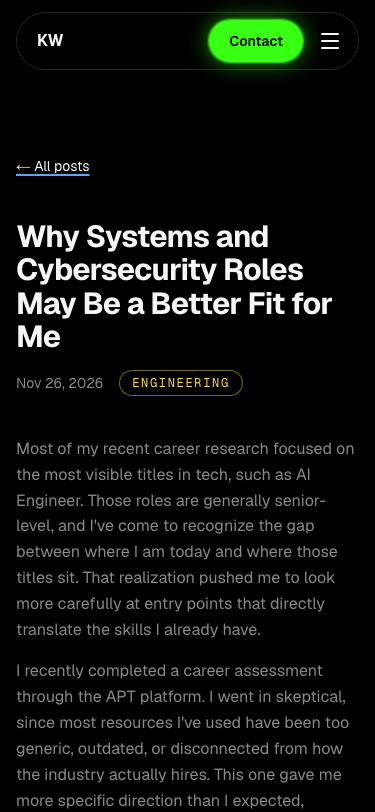 KW
Contact
← All posts
Why Systems and
Cybersecurity Roles
May Be a Better Fit for
Me
Nov 26, 2026
ENGINEERING
Most of my recent career research focused on
the most visible titles in tech, such as AI
Engineer. Those roles are generally senior-
level, and I've come to recognize the gap
between where I am today and where those
titles sit. That realization pushed me to look
more carefully at entry points that directly
translate the skills I already have.
I recently completed a career assessment
through the APT platform. I went in skeptical,
since most resources I've used have been too
generic, outdated, or disconnected from how
the industry actually hires. This one gave me
more specific direction than I expected,